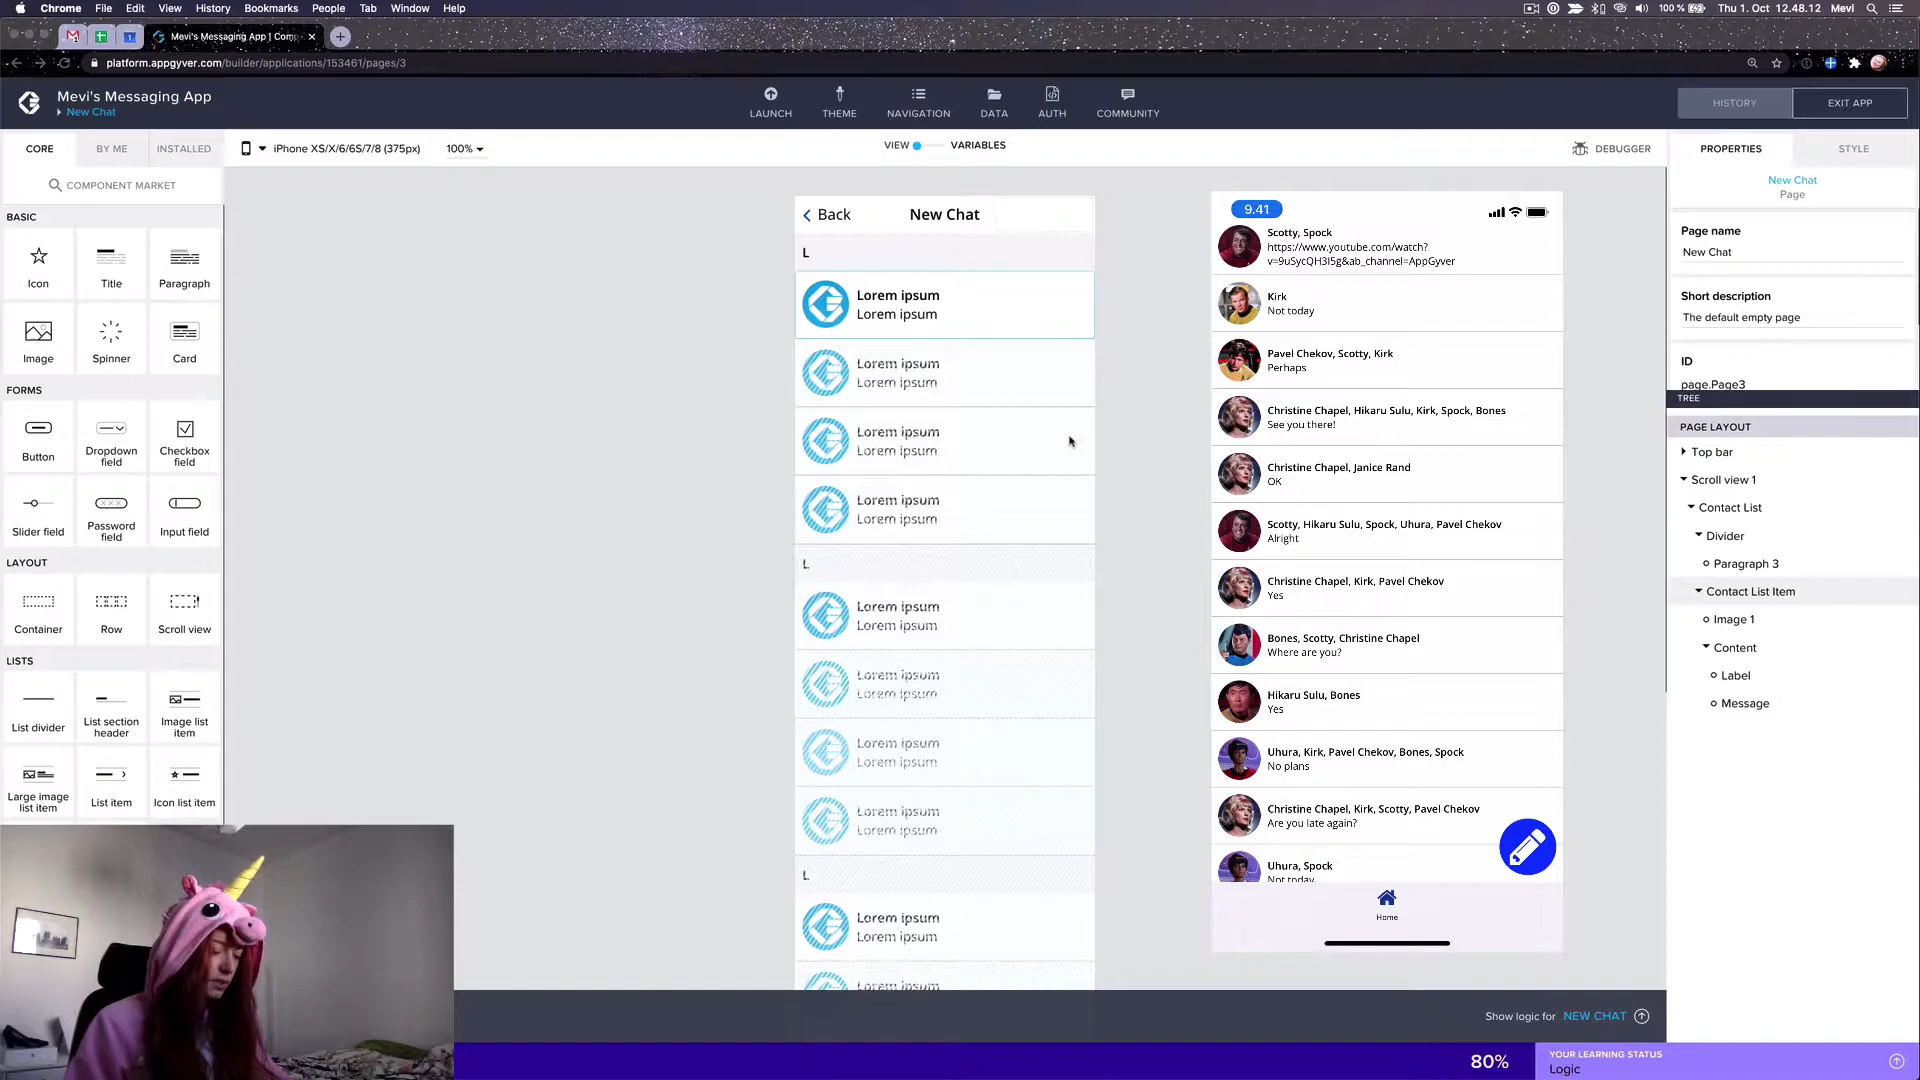 Chrome File Edit View History Bookmarks People Tab Window Help
100 % Thu 1. Oct 12.48.12 Mevi
Mevi's Messaging App | Comp
platform.appgyver.com/builder/applications/153461/pages/3
Mevi's Messaging App
New Chat
LAUNCH THEME NAVIGATION DATA AUTH COMMUNITY
HISTORY EXIT APP
CORE BY ME INSTALLED
iPhone XS/X/6/6S/7/8 (375px) 100%
VIEW VARIABLES
DEBUGGER
COMPONENT MARKET
BASIC
Icon Title Paragraph
Image Spinner Card
FORMS
Button Dropdown field Checkbox field
Slider field Password field Input field
LAYOUT
Container Row Scroll view
LISTS
List divider List section header Image list item
Large image list item List item Icon list item
Back New Chat
L
Lorem ipsum
Lorem ipsum
Lorem ipsum
Lorem ipsum
Lorem ipsum
Lorem ipsum
Lorem ipsum
Lorem ipsum
L
Lorem ipsum
Lorem ipsum
Lorem ipsum
Lorem ipsum
Lorem ipsum
Lorem ipsum
Lorem ipsum
Lorem ipsum
L
Lorem ipsum
Lorem ipsum
Lorem ipsum
9.41
Scotty, Spock
https://www.youtube.com/watch?
v=9uSycQH3I5g&ab_channel=AppGyver
Kirk
Not today
Pavel Chekov, Scotty, Kirk
Perhaps
Christine Chapel, Hikaru Sulu, Kirk, Spock, Bones
See you there!
Christine Chapel, Janice Rand
OK
Scotty, Hikaru Sulu, Spock, Uhura, Pavel Chekov
Alright
Christine Chapel, Kirk, Pavel Chekov
Yes
Bones, Scotty, Christine Chapel
Where are you?
Hikaru Sulu, Bones
Yes
Uhura, Kirk, Pavel Chekov, Bones, Spock
No plans
Christine Chapel, Kirk, Scotty, Pavel Chekov
Are you late again?
Uhura, Spock
Not today
Home
PROPERTIES STYLE
New Chat
Page
Page name
New Chat
Short description
The default empty page
ID
page.Page3
TREE
PAGE LAYOUT
Top bar
Scroll view 1
Contact List
Divider
Paragraph 3
Contact List Item
Image 1
Content
Label
Message
Show logic for NEW CHAT
80%
YOUR LEARNING STATUS
Logic